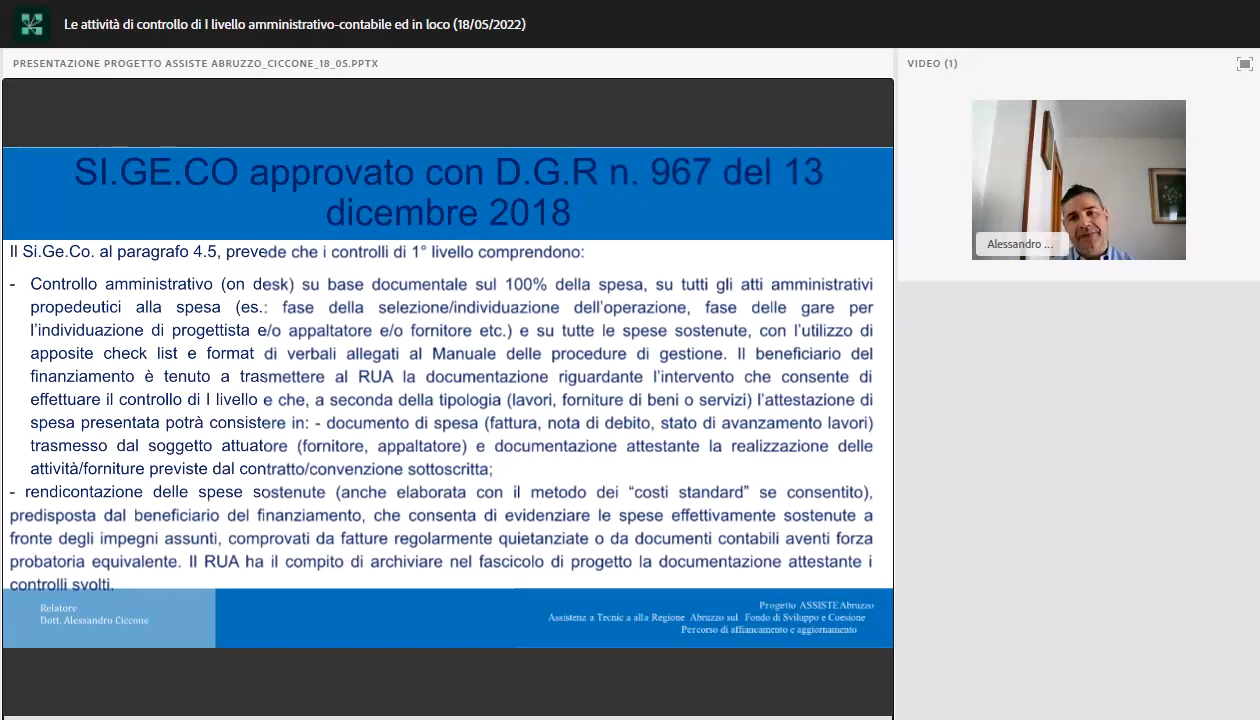 Le attività di controllo di I livello amministrativo-contabile ed in loco (18/05/2022)
PRESENTAZIONE PROGETTO ASSISTE ABRUZZO_CICCONE_18_05.PPTX
VIDEO (1)
SI.GE.CO approvato con D.G.R n. 967 del 13
dicembre 2018
Il Si.Ge.Co. al paragrafo 4.5, prevede che i controlli di 1° livello comprendono:
- Controllo amministrativo (on desk) su base documentale sul 100% della spesa, su tutti gli atti amministrativi
propedeutici alla spesa (es.: fase della selezione/individuazione dell'operazione, fase delle gare per
l'individuazione di progettista e/o appaltatore e/o fornitore etc.) e su tutte le spese sostenute, con l'utilizzo di
apposite check list e format di verbali allegati al Manuale delle procedure di gestione. Il beneficiario del
finanziamento è tenuto a trasmettere al RUA la documentazione riguardante l'intervento che consente di
effettuare il controllo di I livello e che, a seconda della tipologia (lavori, forniture di beni o servizi) l'attestazione di
spesa presentata potrà consistere in: - documento di spesa (fattura, nota di debito, stato di avanzamento lavori)
trasmesso dal soggetto attuatore (fornitore, appaltatore) e documentazione attestante la realizzazione delle
attività/forniture previste dal contratto/convenzione sottoscritta;
- rendicontazione delle spese sostenute (anche elaborata con il metodo dei “costi standard” se consentito),
predisposta dal beneficiario del finanziamento, che consenta di evidenziare le spese effettivamente sostenute a
fronte degli impegni assunti, comprovati da fatture regolarmente quietanziate o da documenti contabili aventi forza
probatoria equivalente. Il RUA ha il compito di archiviare nel fascicolo di progetto la documentazione attestante i
controlli svolti.
Relatore
Dott. Alessandro Ciccone
Progetto ASSISTE Abruzzo
Assistenz a Tecnic a alla Regione Abruzzo sul Fondo di Sviluppo e Coesione
Percorso di affiancamento e aggiornamento
Alessandro ...